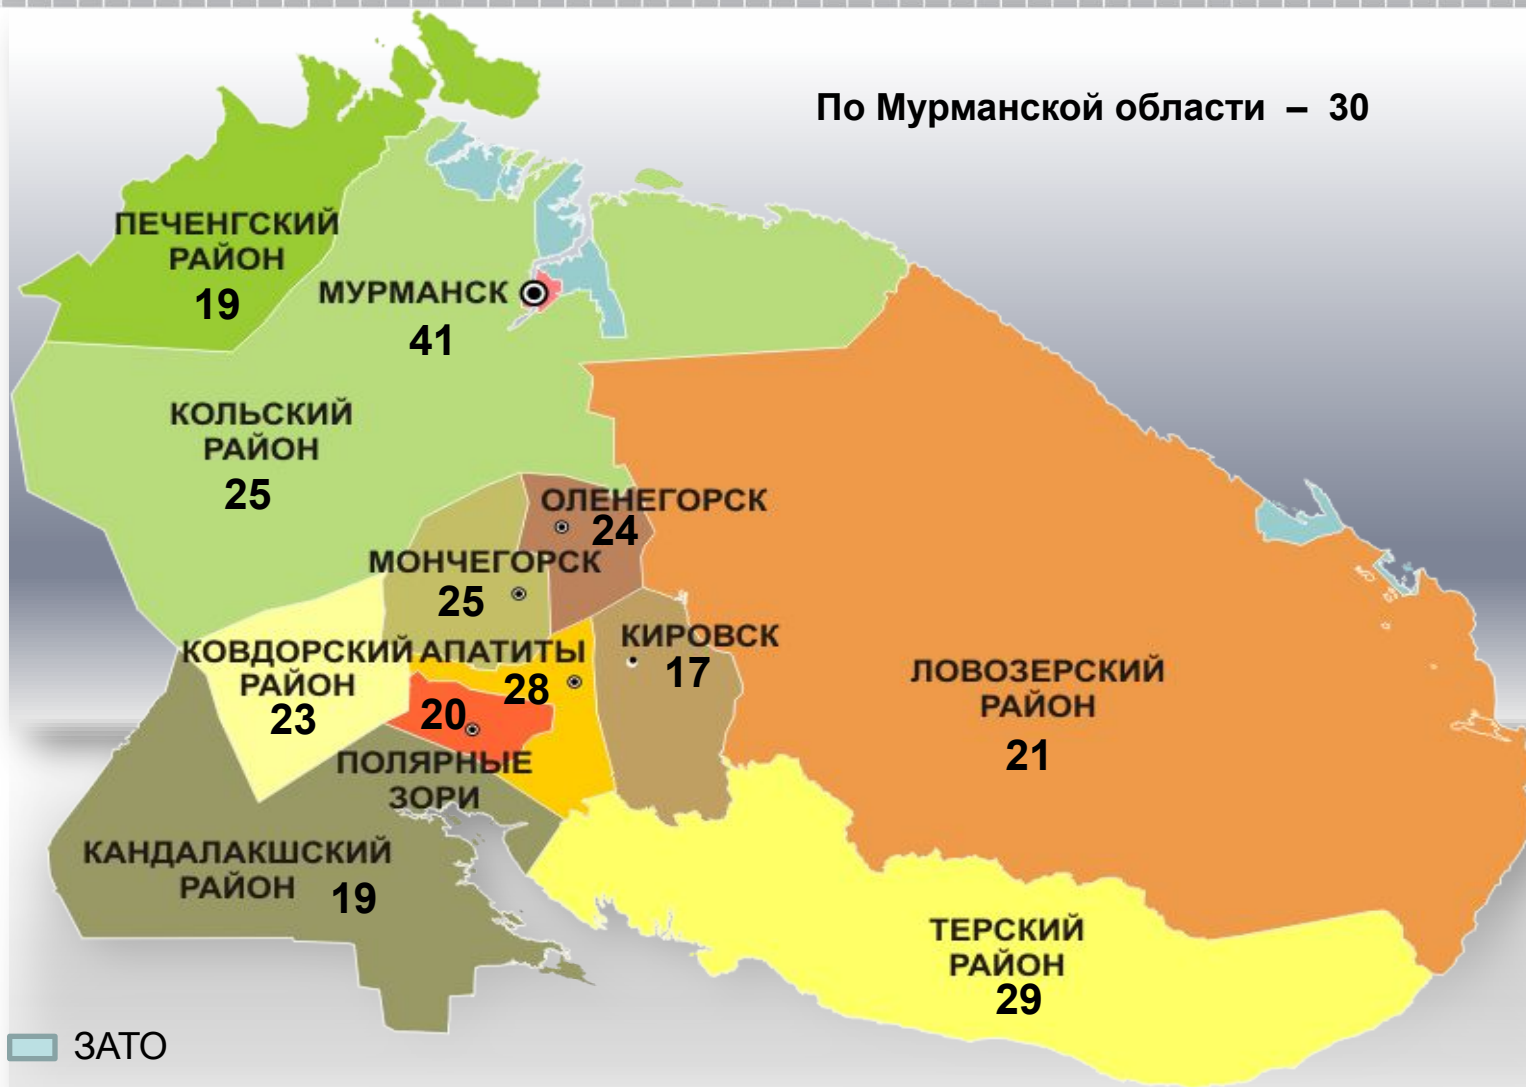 По Мурманской области – 30
ПЕЧЕНГСКИЙ
РАЙОН
19
МУРМАНСК
41
КОЛЬСКИЙ
РАЙОН
25
ОЛЕНЕГОРСК
24
МОНЧЕГОРСК
25
КИРОВСК
17
КОВДОРСКИЙ
РАЙОН
23
АПАТИТЫ
28
20
ПОЛЯРНЫЕ
ЗОРИ
ЛОВОЗЕРСКИЙ
РАЙОН
21
КАНДАЛАКШСКИЙ
РАЙОН
19
ТЕРСКИЙ
РАЙОН
29
ЗАТО